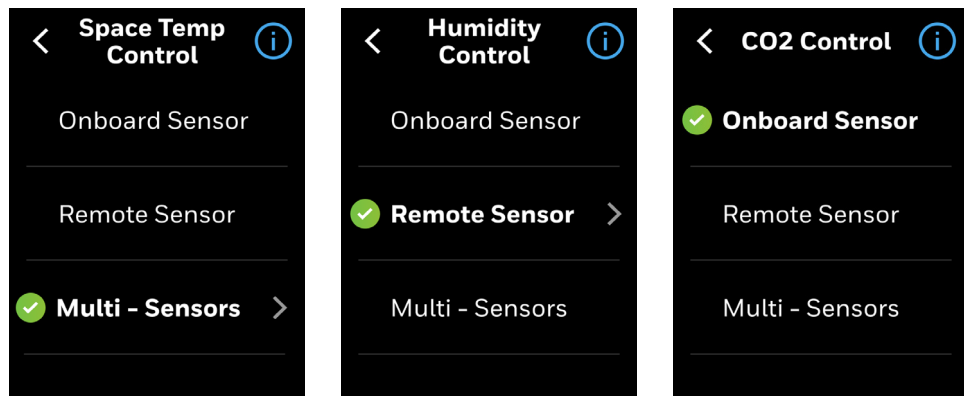 Space Temp
Control
Onboard Sensor
Remote Sensor
Multi - Sensors
Humidity
Control
Onboard Sensor
Remote Sensor
Multi - Sensors
CO2 Control
Onboard Sensor
Remote Sensor
Multi - Sensors